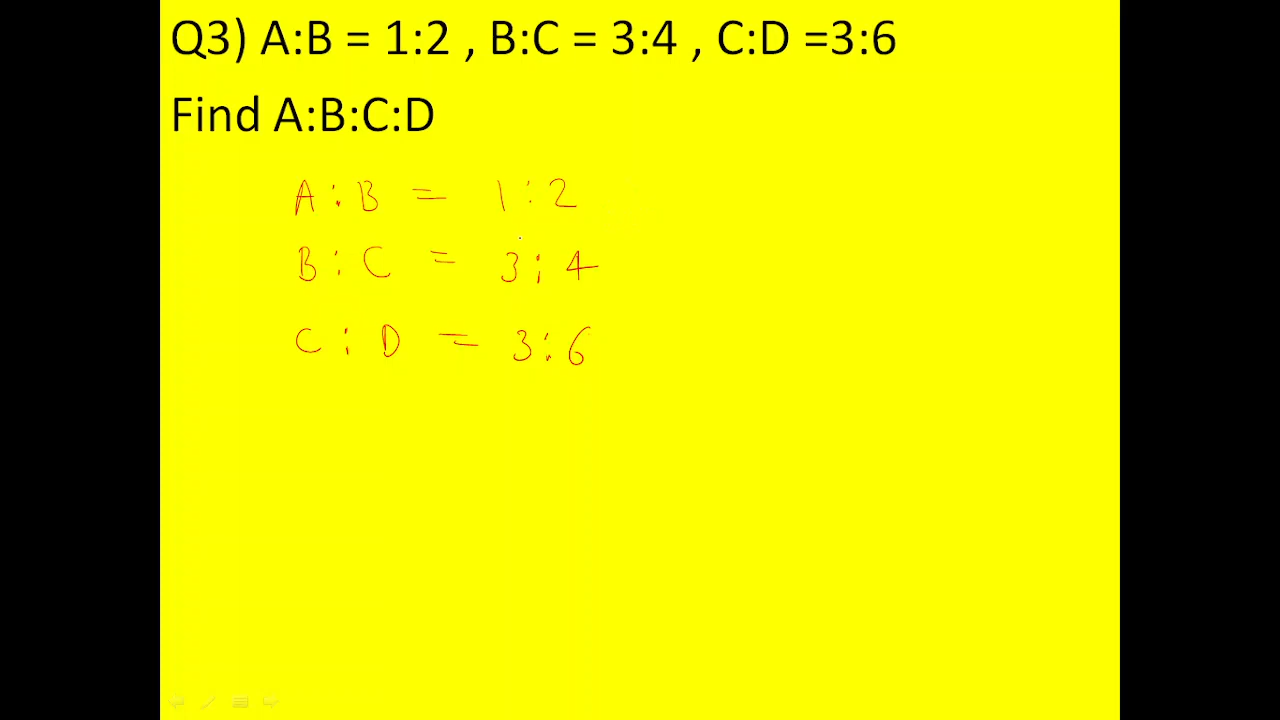 Q3) A:B = 1:2 , B:C = 3:4 , C:D =3:6
Find A:B:C:D
A : B = 1 : 2
B : C = 3 : 4
C : D = 3 : 6